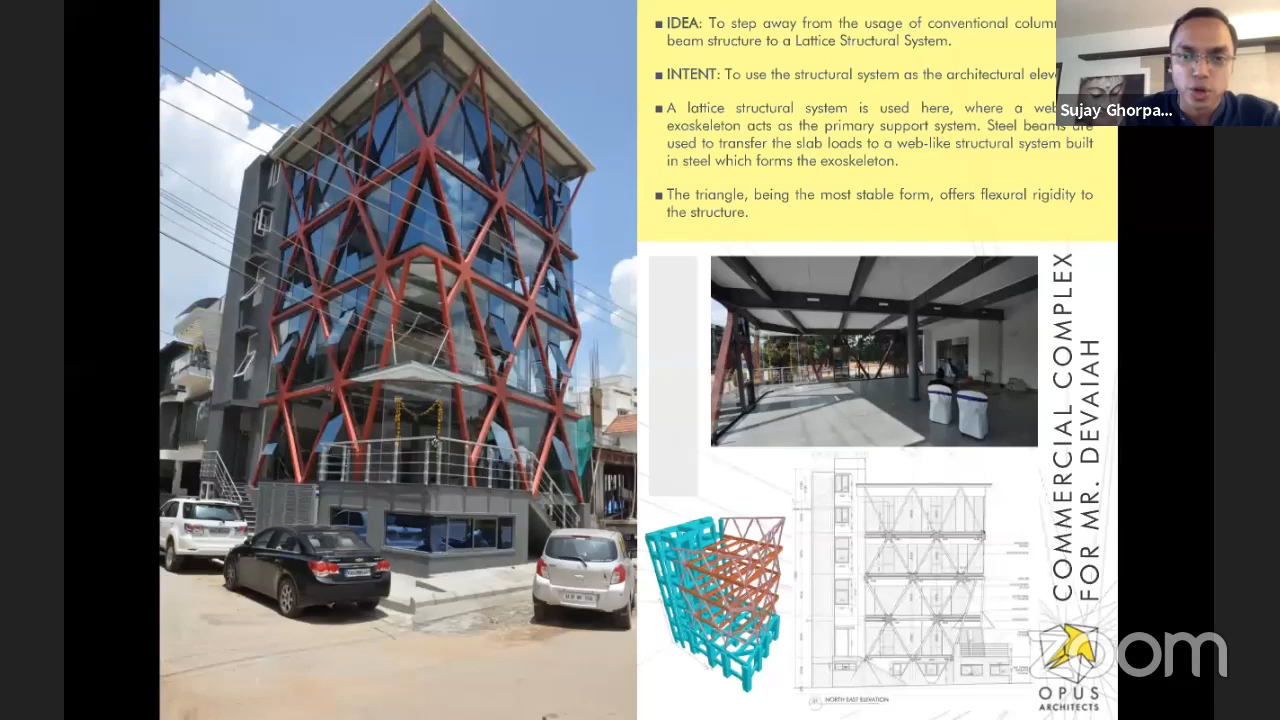 ■ IDEA: To step away from the usage of conventional
beam structure to a Lattice Structural System.
■ INTENT: To use the structural system as the architectural
■ A lattice structural system is used here, where a
exoskeleton acts as the primary support system. Steel beams are
used to transfer the slab loads to a web-like structural system built
in steel which forms the exoskeleton.
■ The triangle, being the most stable form, offers flexural rigidity to
the structure.
Sujay Ghorpa...
COMMERCIAL COMPLEX
FOR MR. DEVAIAH
NORTH EAST ELEVATION
zoom
OPUS
ARCHITECTS